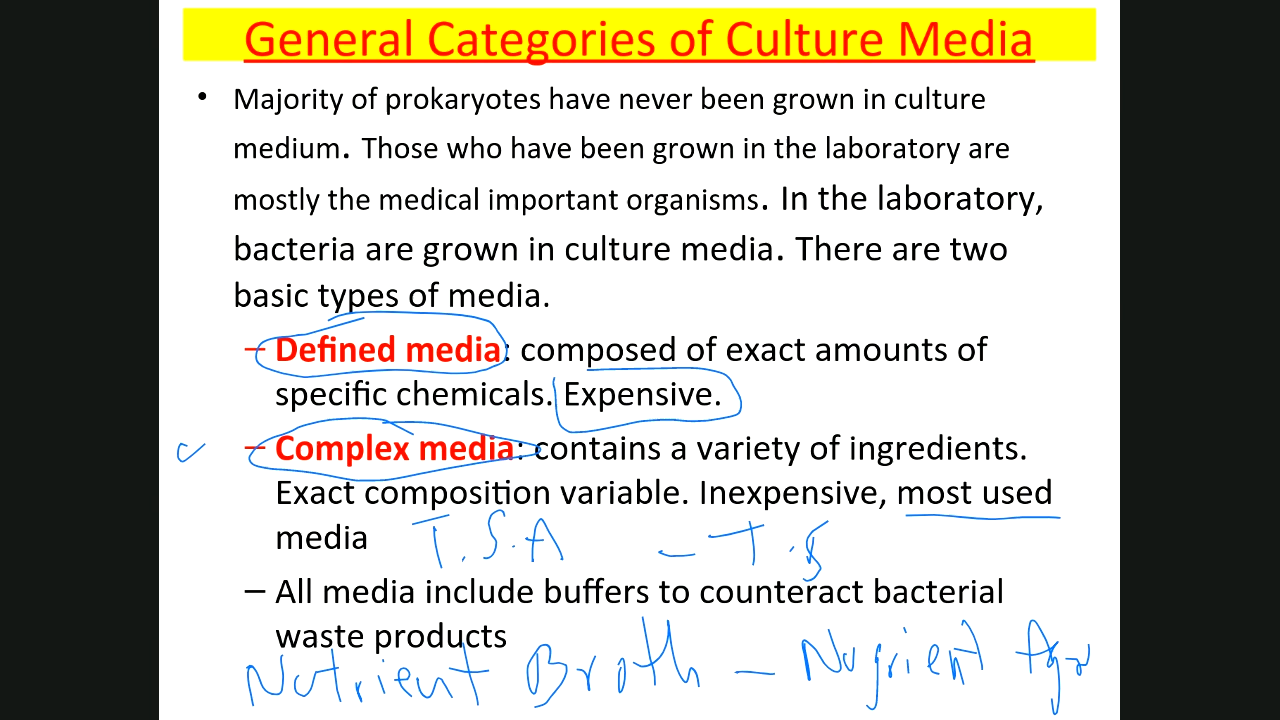 General Categories of Culture Media
• Majority of prokaryotes have never been grown in culture
medium. Those who have been grown in the laboratory are
mostly the medical important organisms. In the laboratory,
bacteria are grown in culture media. There are two
basic types of media.
– Defined media: composed of exact amounts of
specific chemicals. Expensive.
– Complex media: contains a variety of ingredients.
Exact composition variable. Inexpensive, most used
media
T.S.A –
– All media include buffers to counteract bacterial
waste products
Nutrient Broth – Nutrient Agar